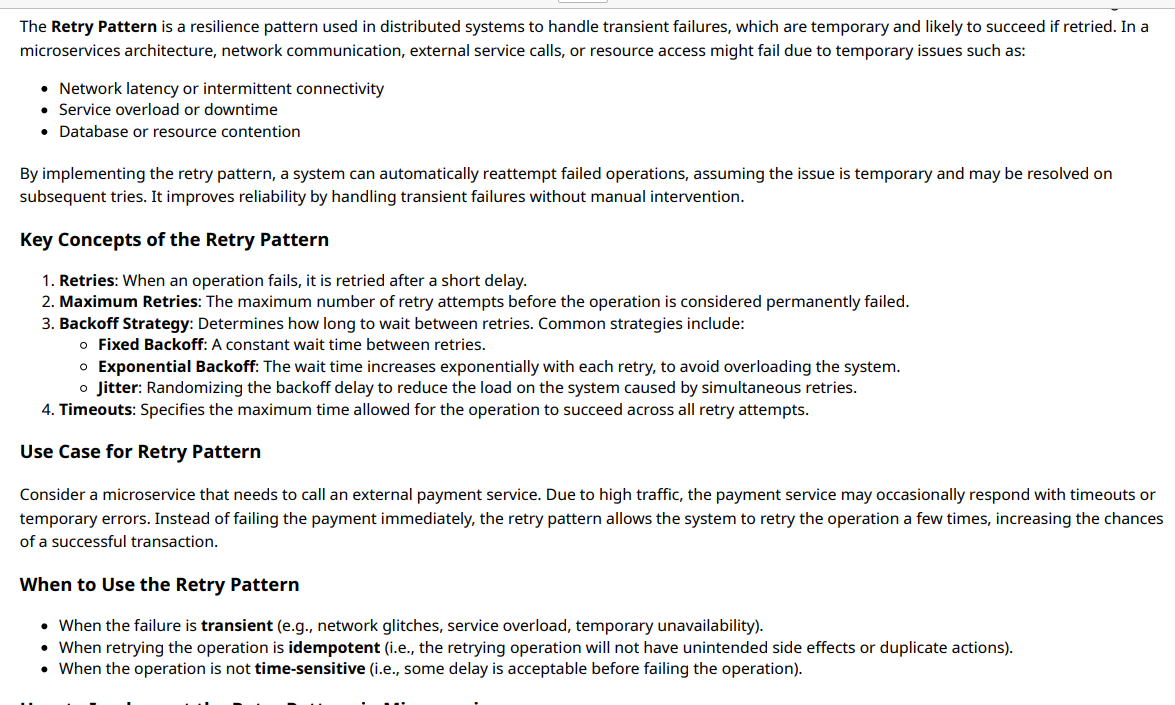 The Retry Pattern is a resilience pattern used in distributed systems to handle transient failures, which are temporary and likely to succeed if retried. In a
microservices architecture, network communication, external service calls, or resource access might fail due to temporary issues such as:
• Network latency or intermittent connectivity
• Service overload or downtime
• Database or resource contention
By implementing the retry pattern, a system can automatically reattempt failed operations, assuming the issue is temporary and may be resolved on
subsequent tries. It improves reliability by handling transient failures without manual intervention.
Key Concepts of the Retry Pattern
1. Retries: When an operation fails, it is retried after a short delay.
2. Maximum Retries: The maximum number of retry attempts before the operation is considered permanently failed.
3. Backoff Strategy: Determines how long to wait between retries. Common strategies include:
◦ Fixed Backoff: A constant wait time between retries.
◦ Exponential Backoff: The wait time increases exponentially with each retry, to avoid overloading the system.
◦ Jitter: Randomizing the backoff delay to reduce the load on the system caused by simultaneous retries.
4. Timeouts: Specifies the maximum time allowed for the operation to succeed across all retry attempts.
Use Case for Retry Pattern
Consider a microservice that needs to call an external payment service. Due to high traffic, the payment service may occasionally respond with timeouts or
temporary errors. Instead of failing the payment immediately, the retry pattern allows the system to retry the operation a few times, increasing the chances
of a successful transaction.
When to Use the Retry Pattern
• When the failure is transient (e.g., network glitches, service overload, temporary unavailability).
• When retrying the operation is idempotent (i.e., the retrying operation will not have unintended side effects or duplicate actions).
• When the operation is not time-sensitive (i.e., some delay is acceptable before failing the operation).